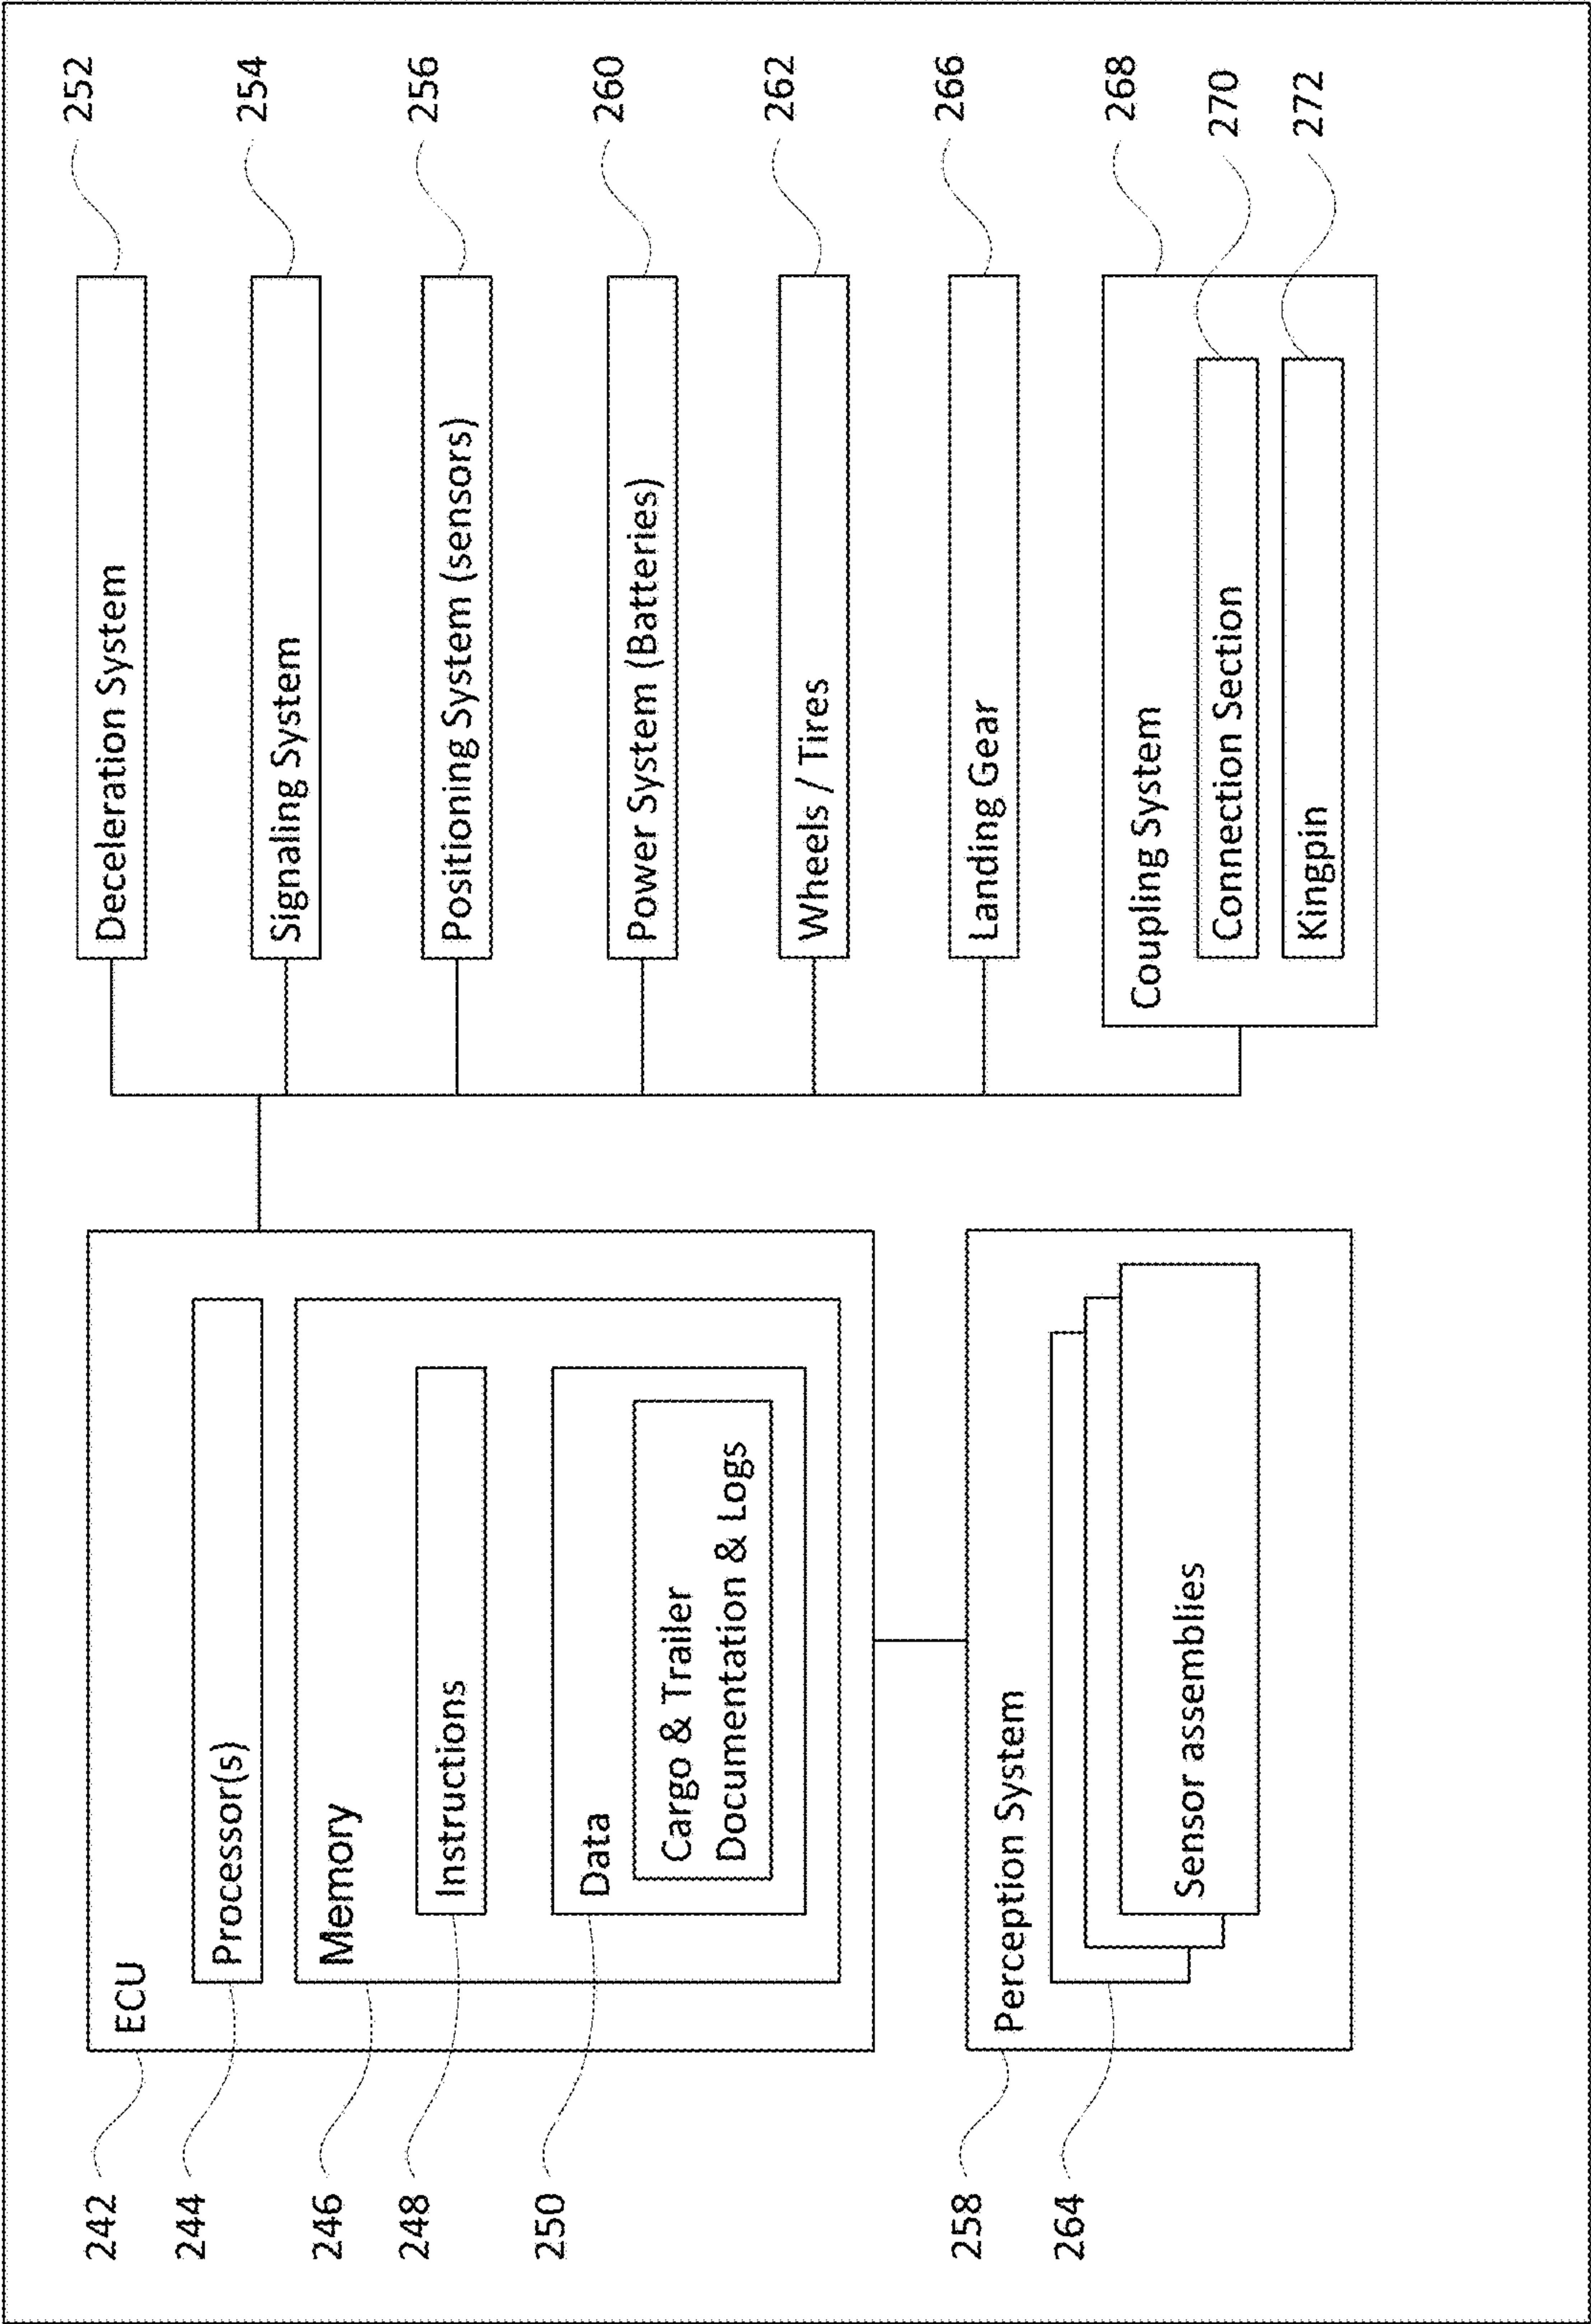 242
ECU
244
Processor(s)
246
Memory
248
Instructions
250
Data
Cargo & Trailer
Documentation & Logs
258
Perception System
264
Sensor assemblies
Deceleration System
252
Signaling System
254
Positioning System (sensors)
256
Power System (Batteries)
260
Wheels / Tires
262
Landing Gear
266
Coupling System
268
Connection Section
270
Kingpin
272